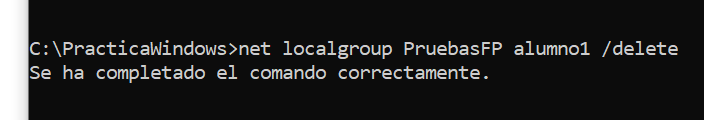 C:\PracticaWindows>net localgroup PruebasFP alumno1 /delete
Se ha completado el comando correctamente.